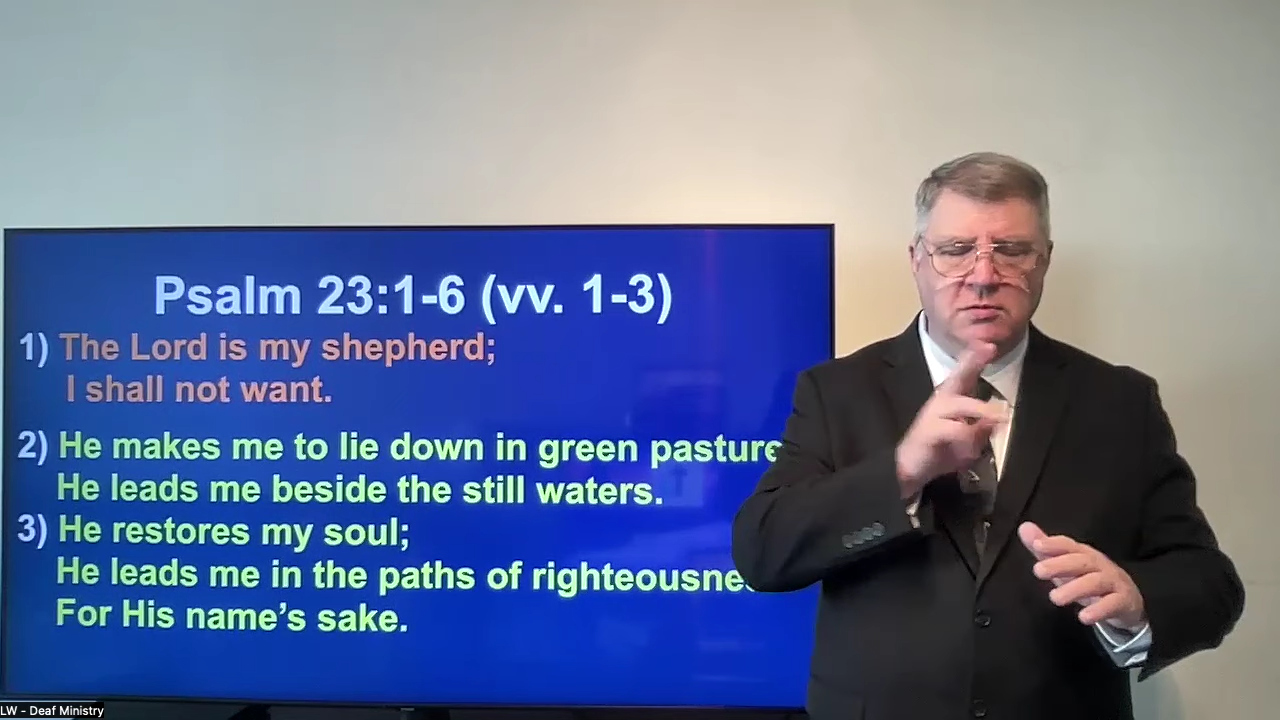 Psalm 23:1-6 (vv. 1-3)
1) The Lord is my shepherd;
I shall not want.
2) He makes me to lie down in green pasture
He leads me beside the still waters.
3) He restores my soul;
He leads me in the paths of
For His name’s sake.
LW - Deaf Ministry